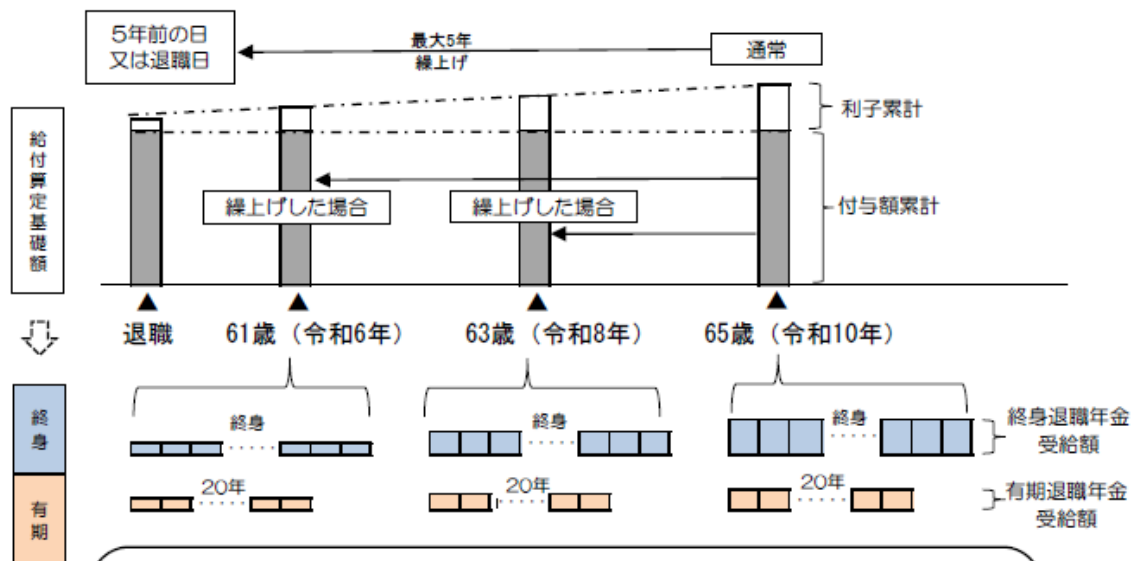 5年前の日
又は退職日
最大5年
繰上げ
通常
利子累計
給付算定基礎額
繰上げした場合
繰上げした場合
付与額累計
▲
▲
▲
▲
退職
61歳（令和6年）
63歳（令和8年）
65歳（令和10年）
終身
終身
終身
終身
終身退職年金
受給額
有期
20年
20年
20年
有期退職年金
受給額